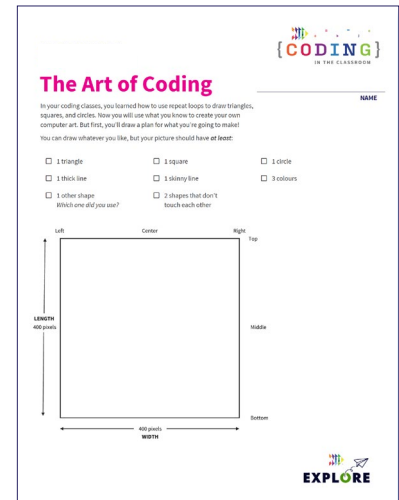 {CODING}
IN THE CLASSROOM
The Art of Coding
NAME
In your coding classes, you learned how to use repeat loops to draw triangles,
squares, and circles. Now you will use what you know to create your own
computer art. But first, you'll draw a plan for what you're going to make!
You can draw whatever you like, but your picture should have at least:
1 triangle
1 square
1 circle
1 thick line
1 skinny line
3 colours
1 other shape
Which one did you use?
2 shapes that don't
touch each other
Left
Center
Right
Top
LENGTH
400 pixels
Middle
Bottom
400 pixels
WIDTH
EXPLORE